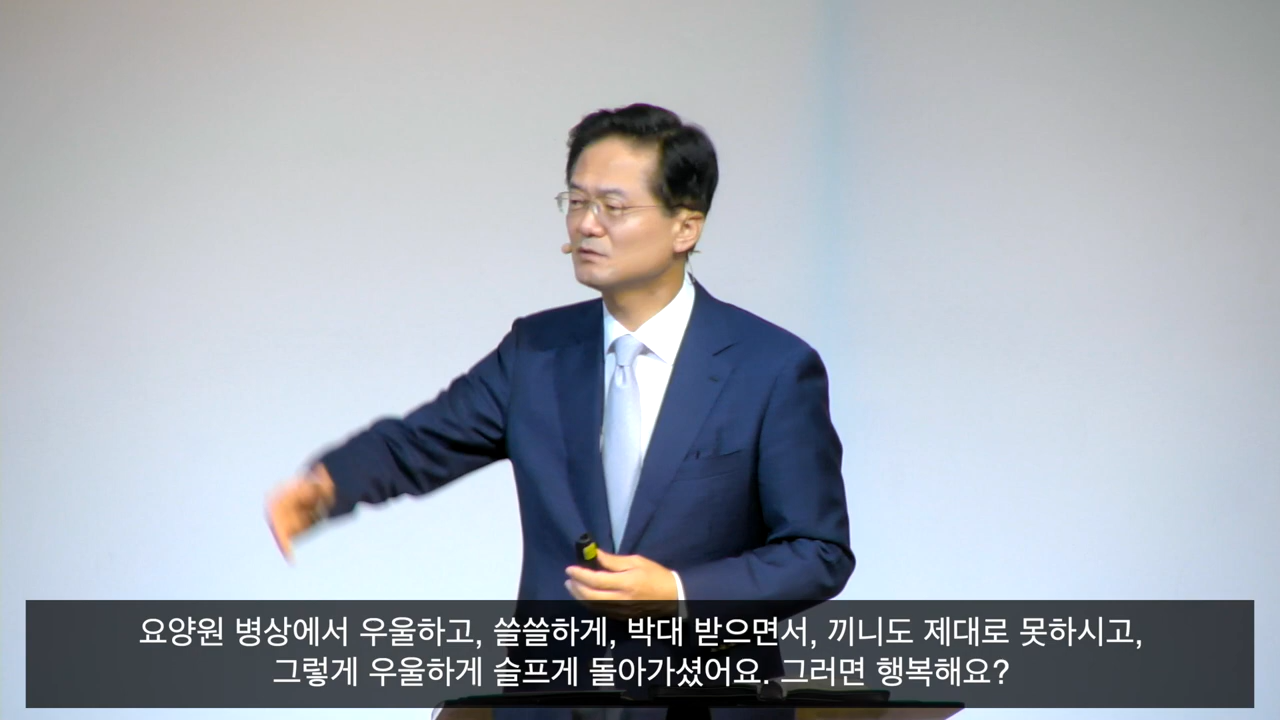 요양원 병상에서 우울하고, 쓸쓸하게, 박대 받으면서, 끼니도 제대로 못하시고,
그렇게 우울하게 슬프게 돌아가셨어요. 그러면 행복해요?